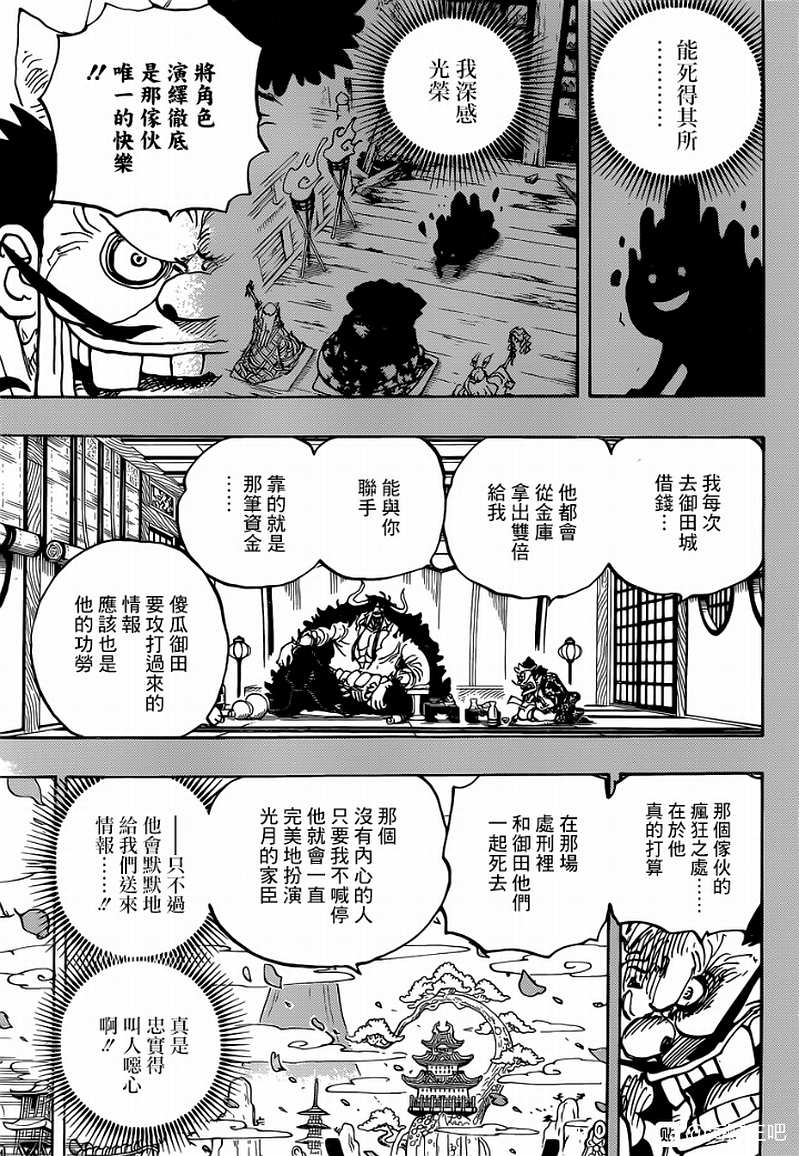 能死得其所
………
我深感
光榮
將角色
演繹徹底
是那傢伙
唯一的快樂
!!
我每次
去御田城
借錢…
他都會
從金庫
拿出雙倍
給我
能與你
聯手
靠的就是
那筆資金
……
傻瓜御田
要攻打過來的
情報
應該也是
他的功勞
那個傢伙的
瘋狂之處……
在於他
真的打算
在那場
處刑裡
和御田他們
一起死去
那個
沒有內心的人
只要我不喊停
他就會一直
完美地扮演
光月的家臣
——只不過
他會默默地
給我們送來
情報……!!
真是
忠實得
叫人噁心
啊!!